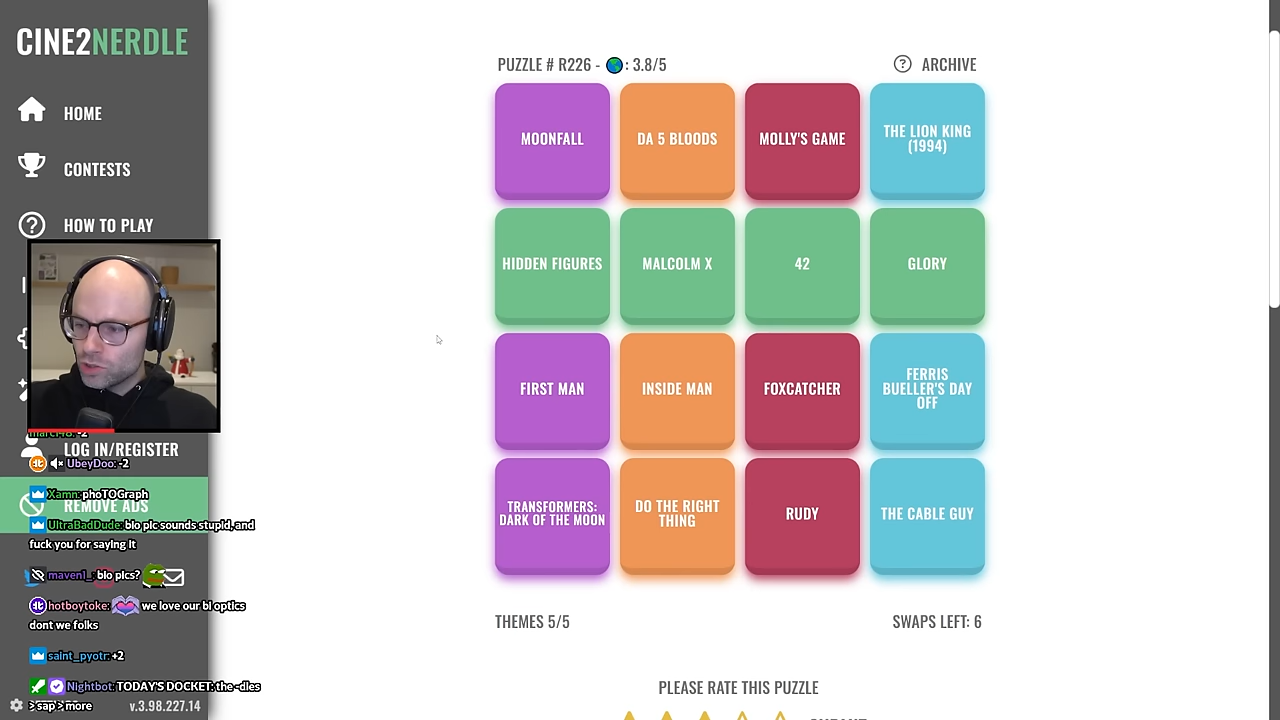 CINE2NERDLE
HOME
CONTESTS
HOW TO PLAY
LOG IN/REGISTER
REMOVE ADS
UbeyDoo: -2
Xamn: phoTOGraph
UltraBadDude: bio pic sounds stupid, and
fuck you for saying it
maven1_: bio pics?
hotboytoke: we love our bi optics
dont we folks
saint_pyotr: +2
Nightbot: TODAY'S DOCKET: the -dles
> sap > more
v.3.98.227.14
PUZZLE # R226 - : 3.8/5
ARCHIVE
MOONFALL
DA 5 BLOODS
MOLLY'S GAME
THE LION KING
(1994)
HIDDEN FIGURES
MALCOLM X
42
GLORY
FIRST MAN
INSIDE MAN
FOXCATCHER
FERRIS
BUELLER'S DAY
OFF
TRANSFORMERS:
DARK OF THE MOON
DO THE RIGHT
THING
RUDY
THE CABLE GUY
THEMES 5/5
SWAPS LEFT: 6
PLEASE RATE THIS PUZZLE